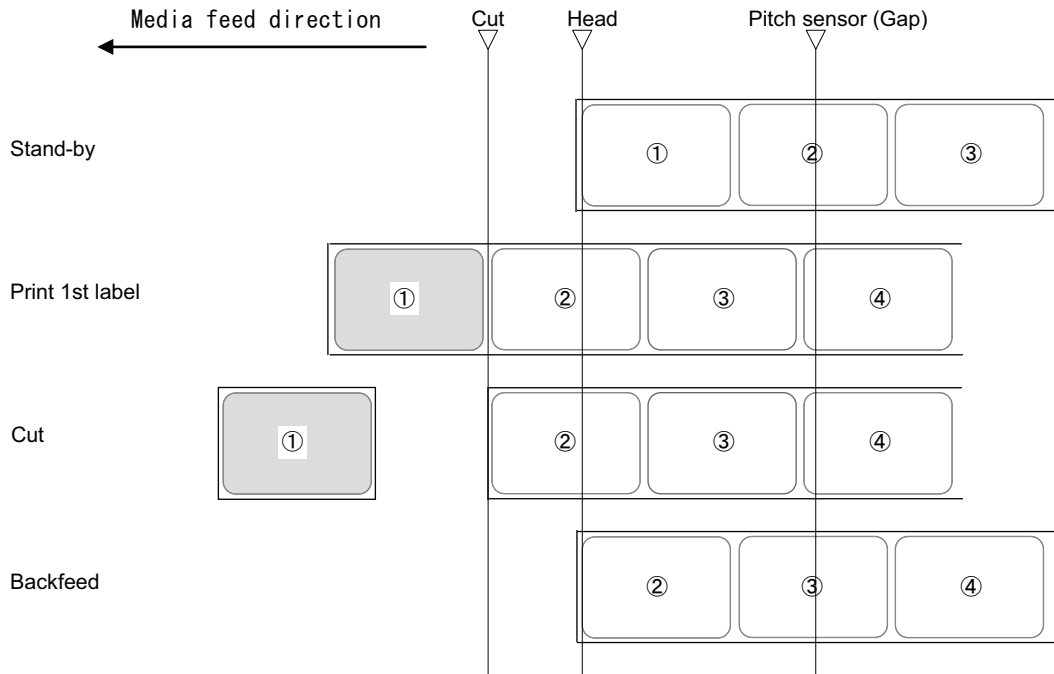 Media feed direction Cut Head Pitch sensor (Gap)
Stand-by ① ② ③
Print 1st label ① ② ③ ④
Cut ① ② ③ ④
Backfeed ② ③ ④